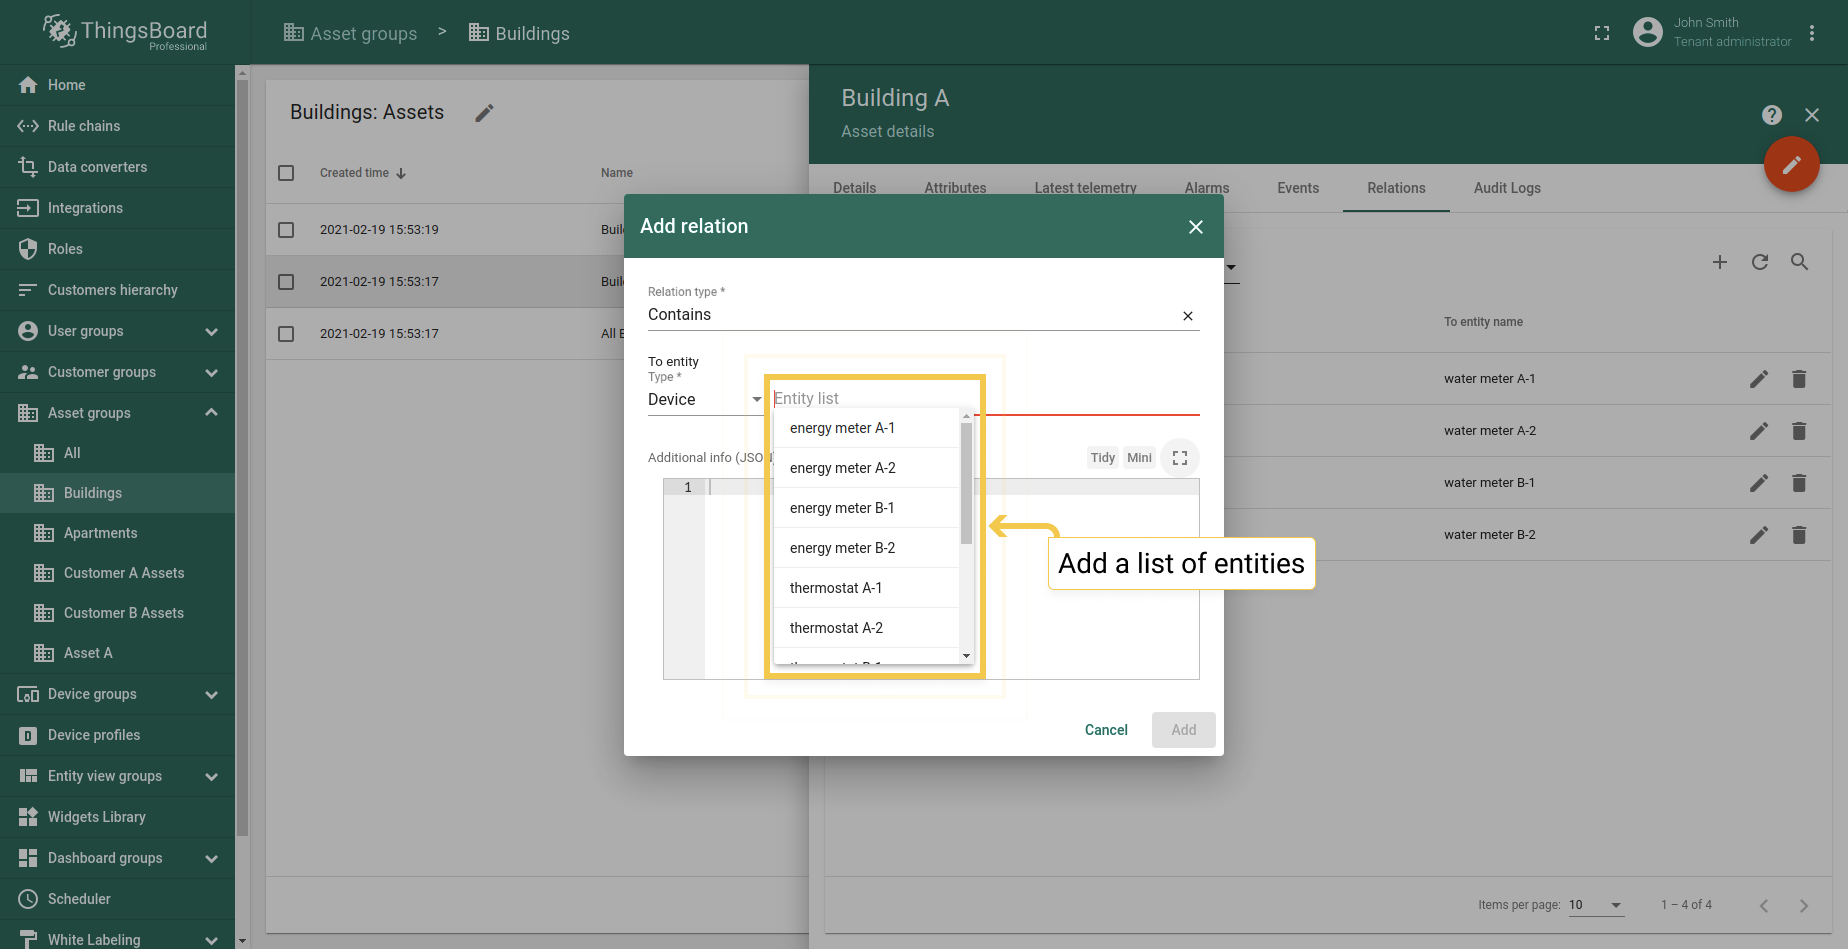 ThingsBoard
Professional
Asset groups > Buildings
John Smith
Tenant administrator
Home
Rule chains
Data converters
Integrations
Roles
Customers hierarchy
User groups
Customer groups
Asset groups
All
Buildings
Apartments
Customer A Assets
Customer B Assets
Asset A
Device groups
Device profiles
Entity view groups
Widgets Library
Dashboard groups
Scheduler
White Labeling
Buildings: Assets
Created time
Name
2021-02-19 15:53:19
2021-02-19 15:53:17
2021-02-19 15:53:17
All
Building A
Asset details
Details
Attributes
Latest telemetry
Alarms
Events
Relations
Audit Logs
To entity name
water meter A-1
water meter A-2
water meter B-1
water meter B-2
Items per page: 10
1 – 4 of 4
Add relation
Relation type *
Contains
To entity
Type *
Device
Entity list
energy meter A-1
energy meter A-2
energy meter B-1
energy meter B-2
thermostat A-1
thermostat A-2
Additional info
Tidy
Mini
1
Add a list of entities
Cancel
Add